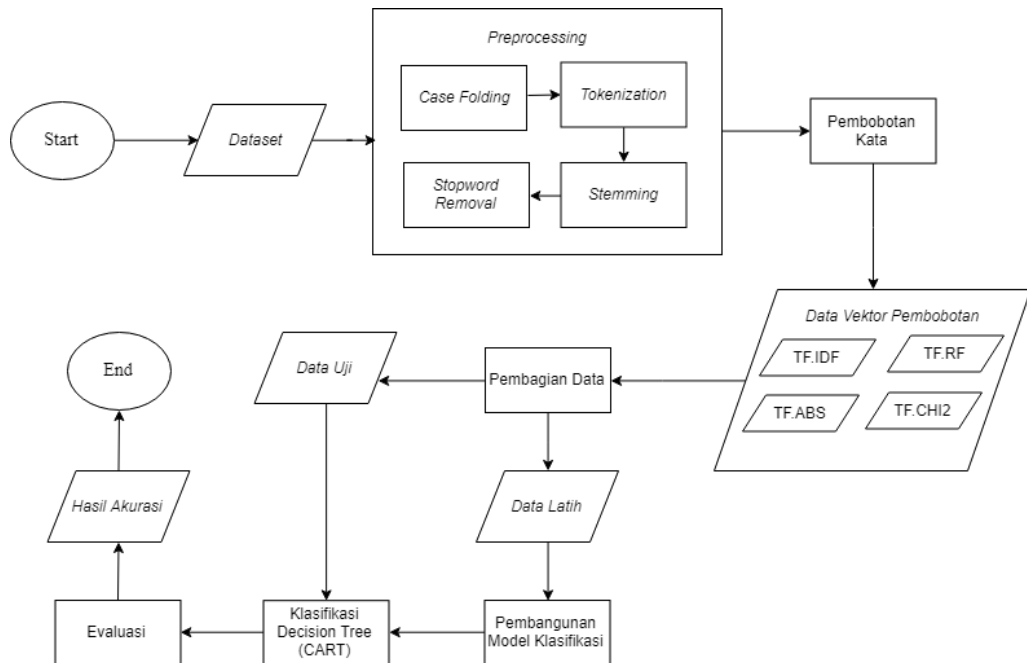 Preprocessing
Case Folding
Tokenization
Start
Dataset
Stopword
Removal
Stemming
Pembobotan
Kata
Data Vektor Pembobotan
TF.IDF
TF.RF
TF.ABS
TF.CHI2
Pembagian Data
Data Uji
Data Latih
Pembangunan
Model Klasifikasi
Klasifikasi
Decision Tree
(CART)
Evaluasi
Hasil Akurasi
End